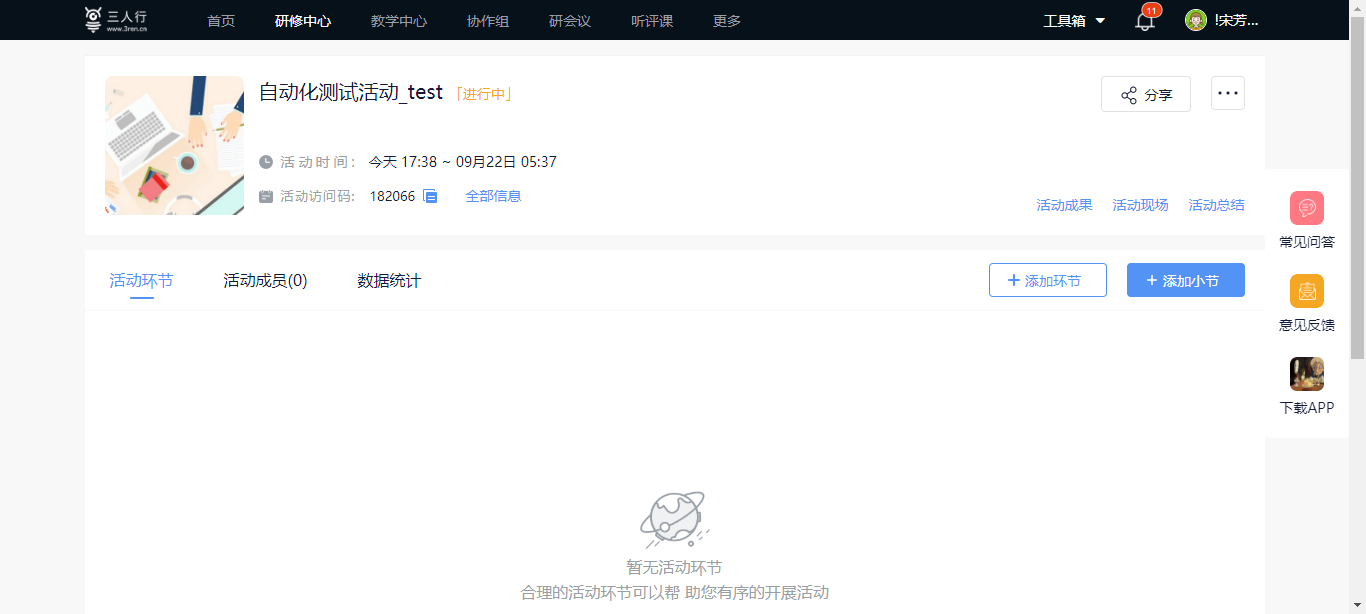 三人行
www.3ren.cn
首页 研修中心 教学中心 协作组 研会议 听评课 更多 工具箱 11 !宋芳...
自动化测试活动_test 「进行中」
分享 ...
活动时间: 今天 17:38 ~ 09月22日 05:37
活动访问码: 182066 全部信息
活动成果 活动现场 活动总结
常见问答
活动环节 活动成员(0) 数据统计 + 添加环节 + 添加小节
意见反馈
下载APP
暂无活动环节
合理的活动环节可以帮 助您有序的开展活动